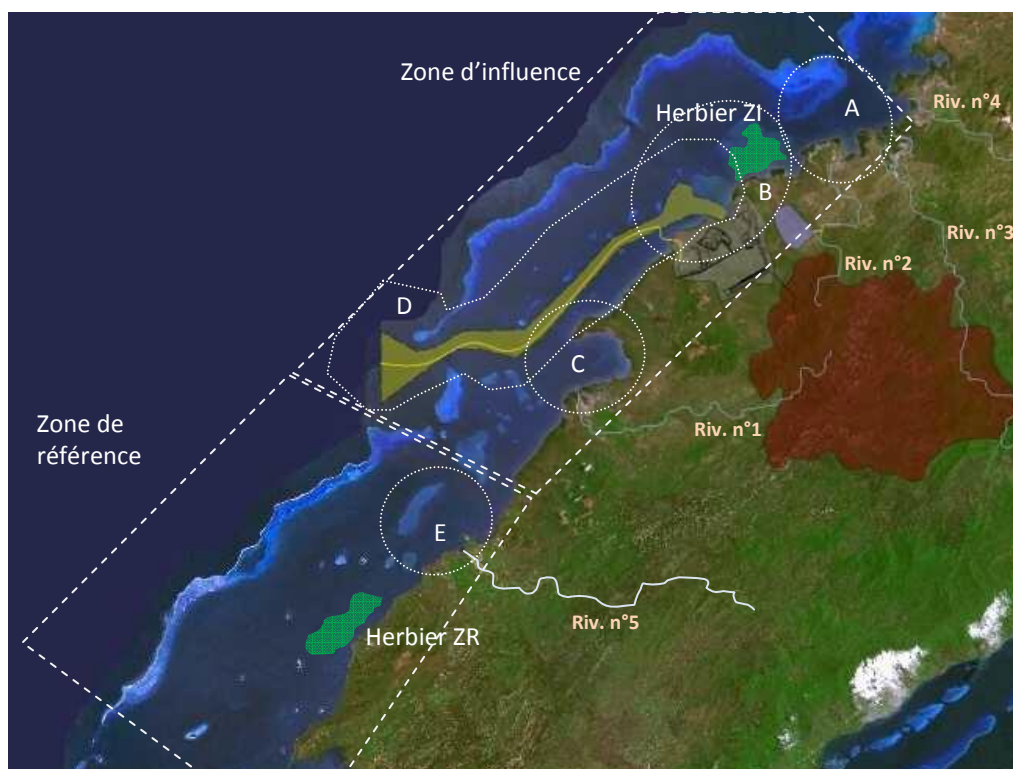 Zone d'influence
A
Riv. n°4
Herbier ZI
B
Riv. n°3
Riv. n°2
D
C
Zone de
référence
Riv. n°1
E
Riv. n°5
Herbier ZR